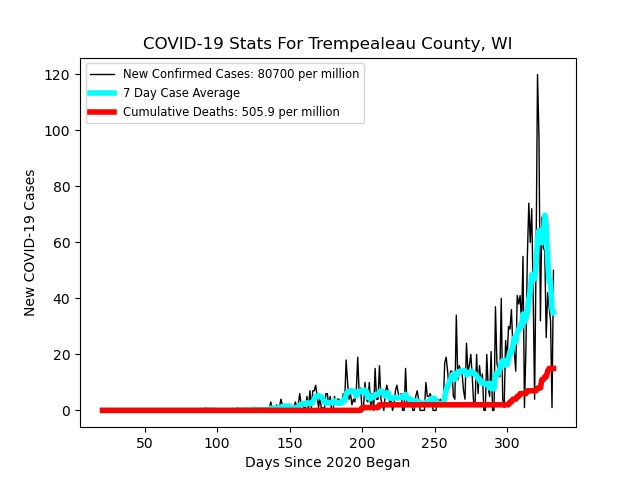 COVID-19 Stats For Trempealeau County, WI
New Confirmed Cases: 80700 per million
7 Day Case Average
Cumulative Deaths: 505.9 per million
New COVID-19 Cases
120
100
80
60
40
20
0
50 100 150 200 250 300
Days Since 2020 Began